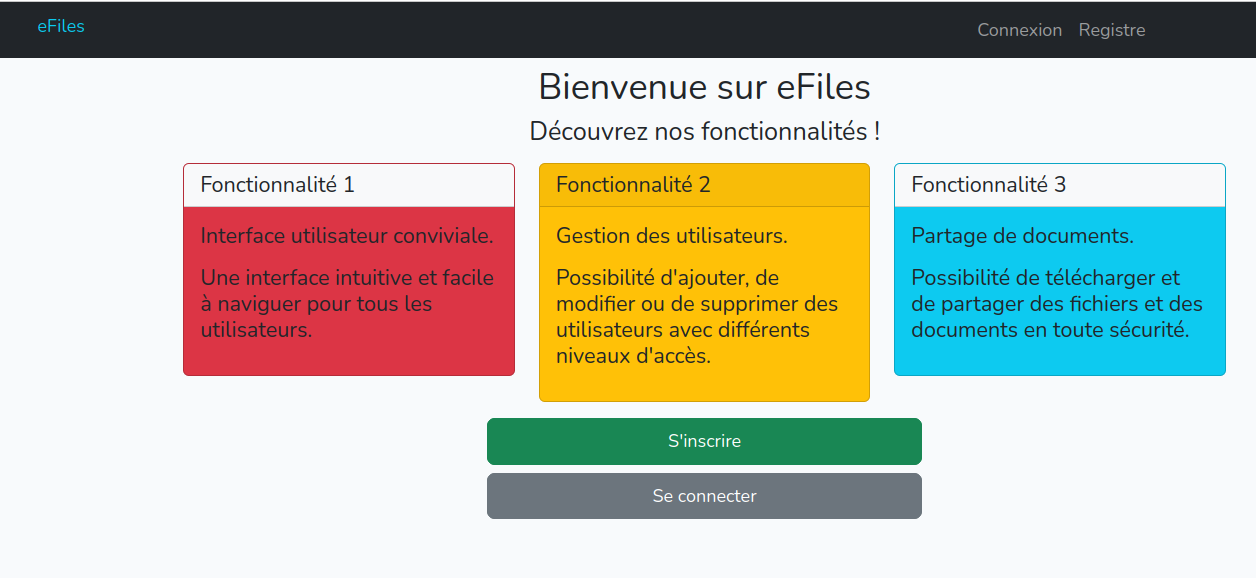 eFiles
Connexion Registre
Bienvenue sur eFiles
Découvrez nos fonctionnalités !
Fonctionnalité 1
Interface utilisateur conviviale.
Une interface intuitive et facile
à naviguer pour tous les
utilisateurs.
Fonctionnalité 2
Gestion des utilisateurs.
Possibilité d'ajouter, de
modifier ou de supprimer des
utilisateurs avec différents
niveaux d'accès.
Fonctionnalité 3
Partage de documents.
Possibilité de télécharger et
de partager des fichiers et des
documents en toute sécurité.
S'inscrire
Se connecter